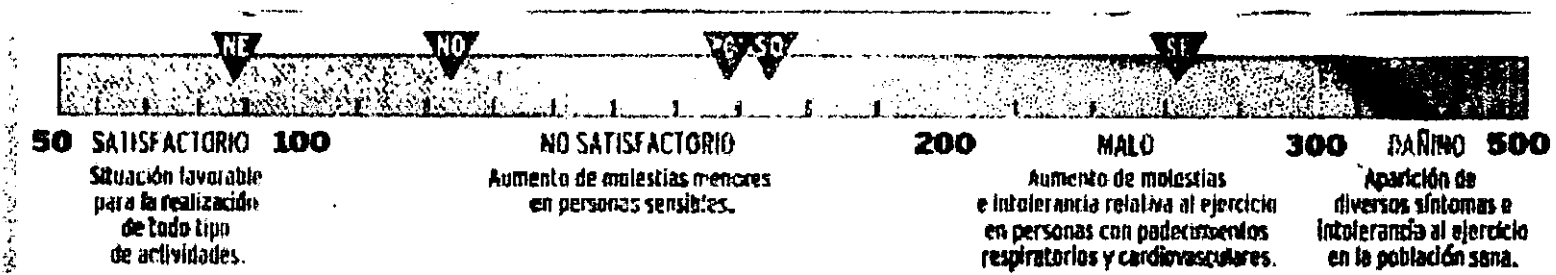 NE NO SO SE
50 SATISFACTORIO 100 NO SATISFACTORIO 200 MALO 300 DAÑINO 500
Situación favorable
para la realización
de todo tipo
de actividades.
Aumento de molestias menores
en personas sensibles.
Aumento de molestias
e intolerancia relativa al ejercicio
en personas con padecimientos
respiratorios y cardiovasculares.
Aparición de
diversos síntomas e
intolerancia al ejercicio
en la población sana.